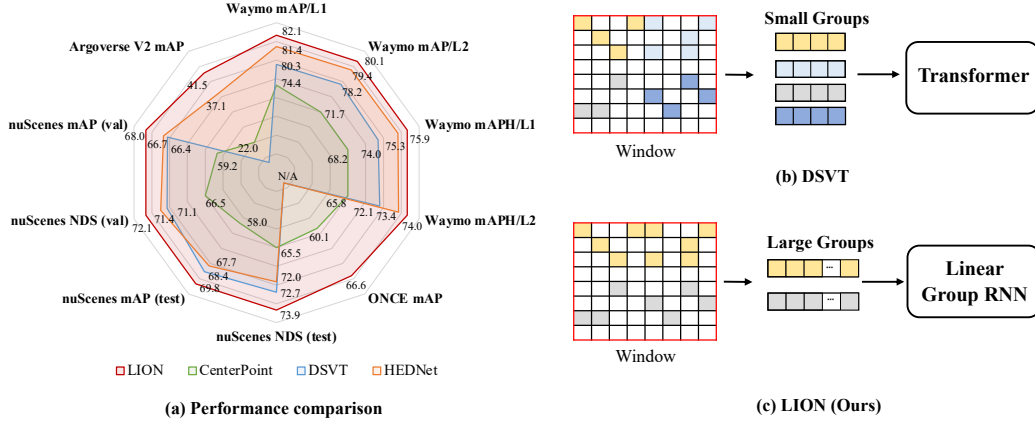 Waymo mAP/L1
82.1
81.4
80.3
74.4
Argoverse V2 mAP
41.5
37.1
22.0
Waymo mAP/L2
80.1
79.4
78.2
71.7
nuScenes mAP (val)
68.0
66.7
66.4
59.2
Waymo mAPH/L1
75.9
75.3
74.0
68.2
N/A
nuScenes NDS (val)
72.1
71.4
71.1
66.5
Waymo mAPH/L2
74.0
73.4
72.1
65.8
nuScenes mAP (test)
69.8
68.4
67.7
58.0
ONCE mAP
66.6
60.1
65.5
72.0
72.7
73.9
nuScenes NDS (test)
LION CenterPoint DSVT HEDNet
(a) Performance comparison
Small Groups
Transformer
Window
(b) DSVT
Large Groups
...
...
Linear
Group RNN
Window
(c) LION (Ours)